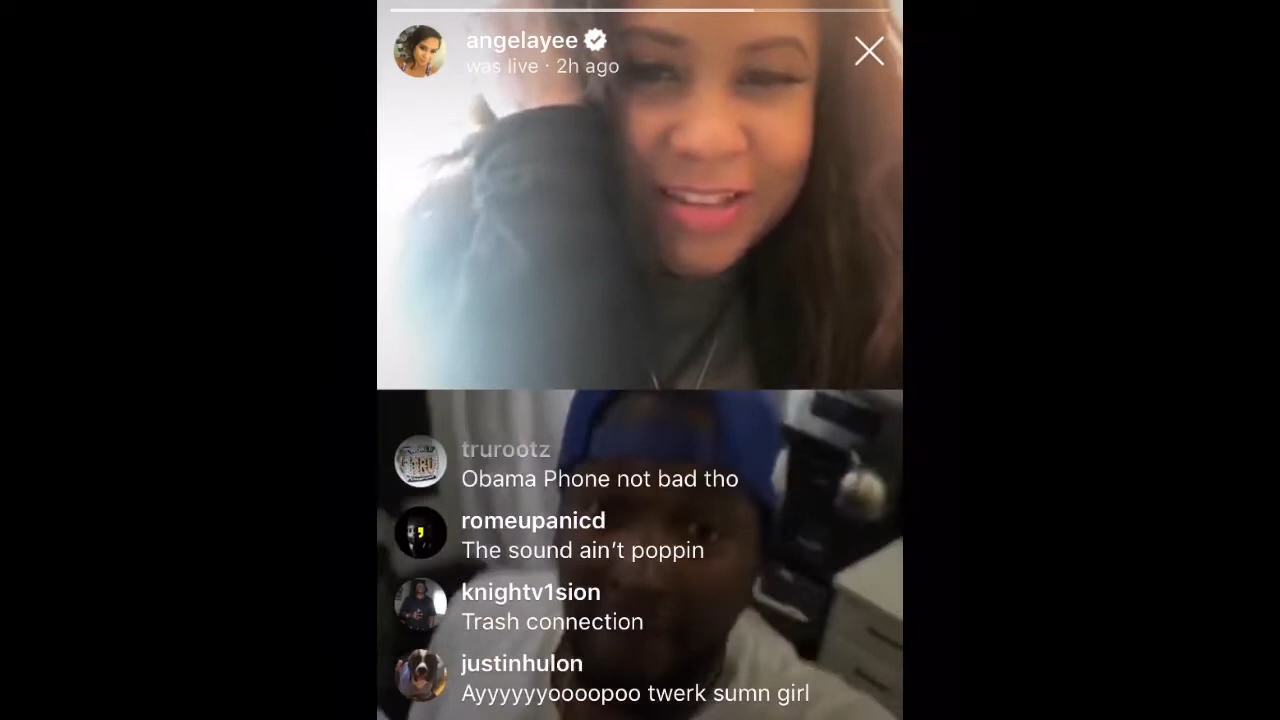 angelayee
was live · 2h ago
trurootz
Obama Phone not bad tho
romeupanicd
The sound ain't poppin
knightv1sion
Trash connection
justinhulon
Ayyyyyyoooopoo twerk sumn girl